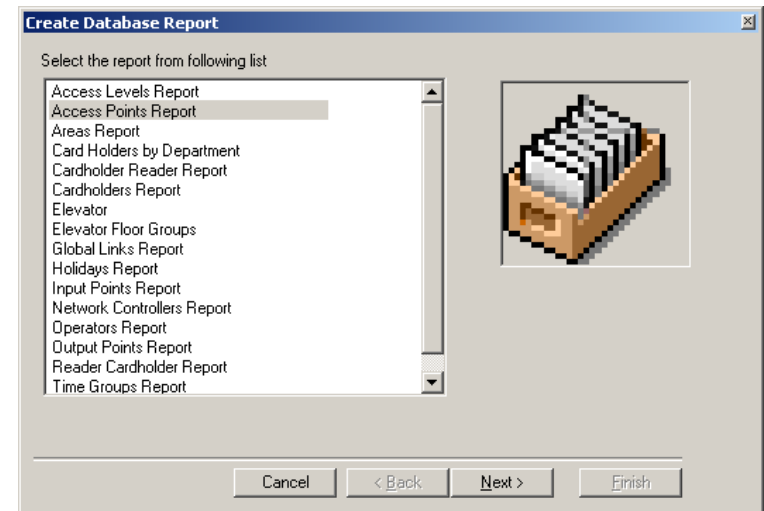 Create Database Report
Select the report from following list
Access Levels Report
Access Points Report
Areas Report
Card Holders by Department
Cardholder Reader Report
Cardholders Report
Elevator
Elevator Floor Groups
Global Links Report
Holidays Report
Input Points Report
Network Controllers Report
Operators Report
Output Points Report
Reader Cardholder Report
Time Groups Report
Cancel < Back Next > Finish